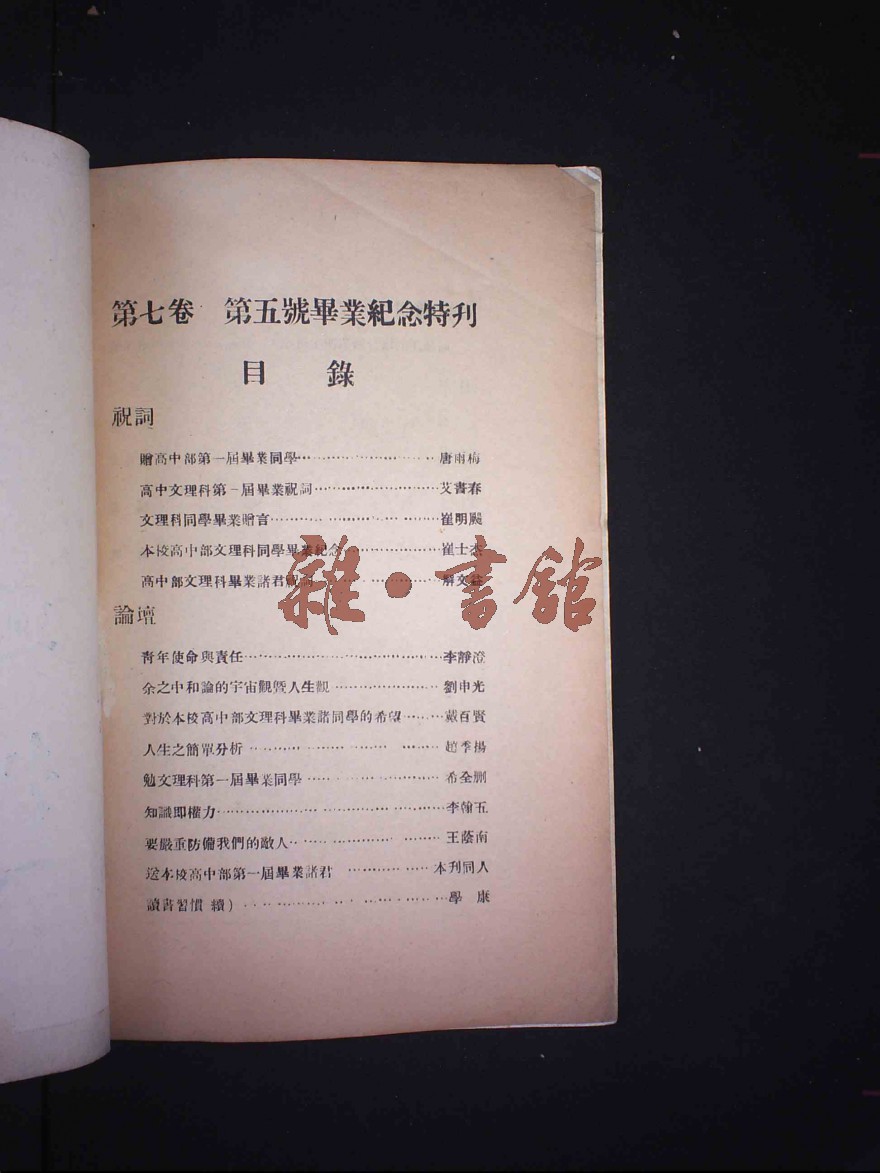 第七卷 第五號畢業紀念特刊
目 錄
祝詞
贈高中部第一屆畢業同學…………………………唐雨梅
高中文理科第一屆畢業祝詞…………………………艾書春
文理科同學畢業贈言…………………………崔明颺
本校高中部文理科同學畢業紀念…………………………崔士杰
高中部文理科畢業諸君祝詞…………………………解文
論壇
青年使命與責任…………………………李靜澄
余之中和論的宇宙觀暨人生觀…………………………劉申光
對於本校高中部文理科畢業諸同學的希望………戴百賢
人生之簡單分析…………………………趙季揚
勉文理科第一屆畢業同學…………………………希全
知識即權力…………………………李翰五
要嚴重防備我們的敵人…………………………王蔭南
送本校高中部第一屆畢業諸君…………………………本刊同人
讀書習慣 續)…………………………學 康
雜·書館